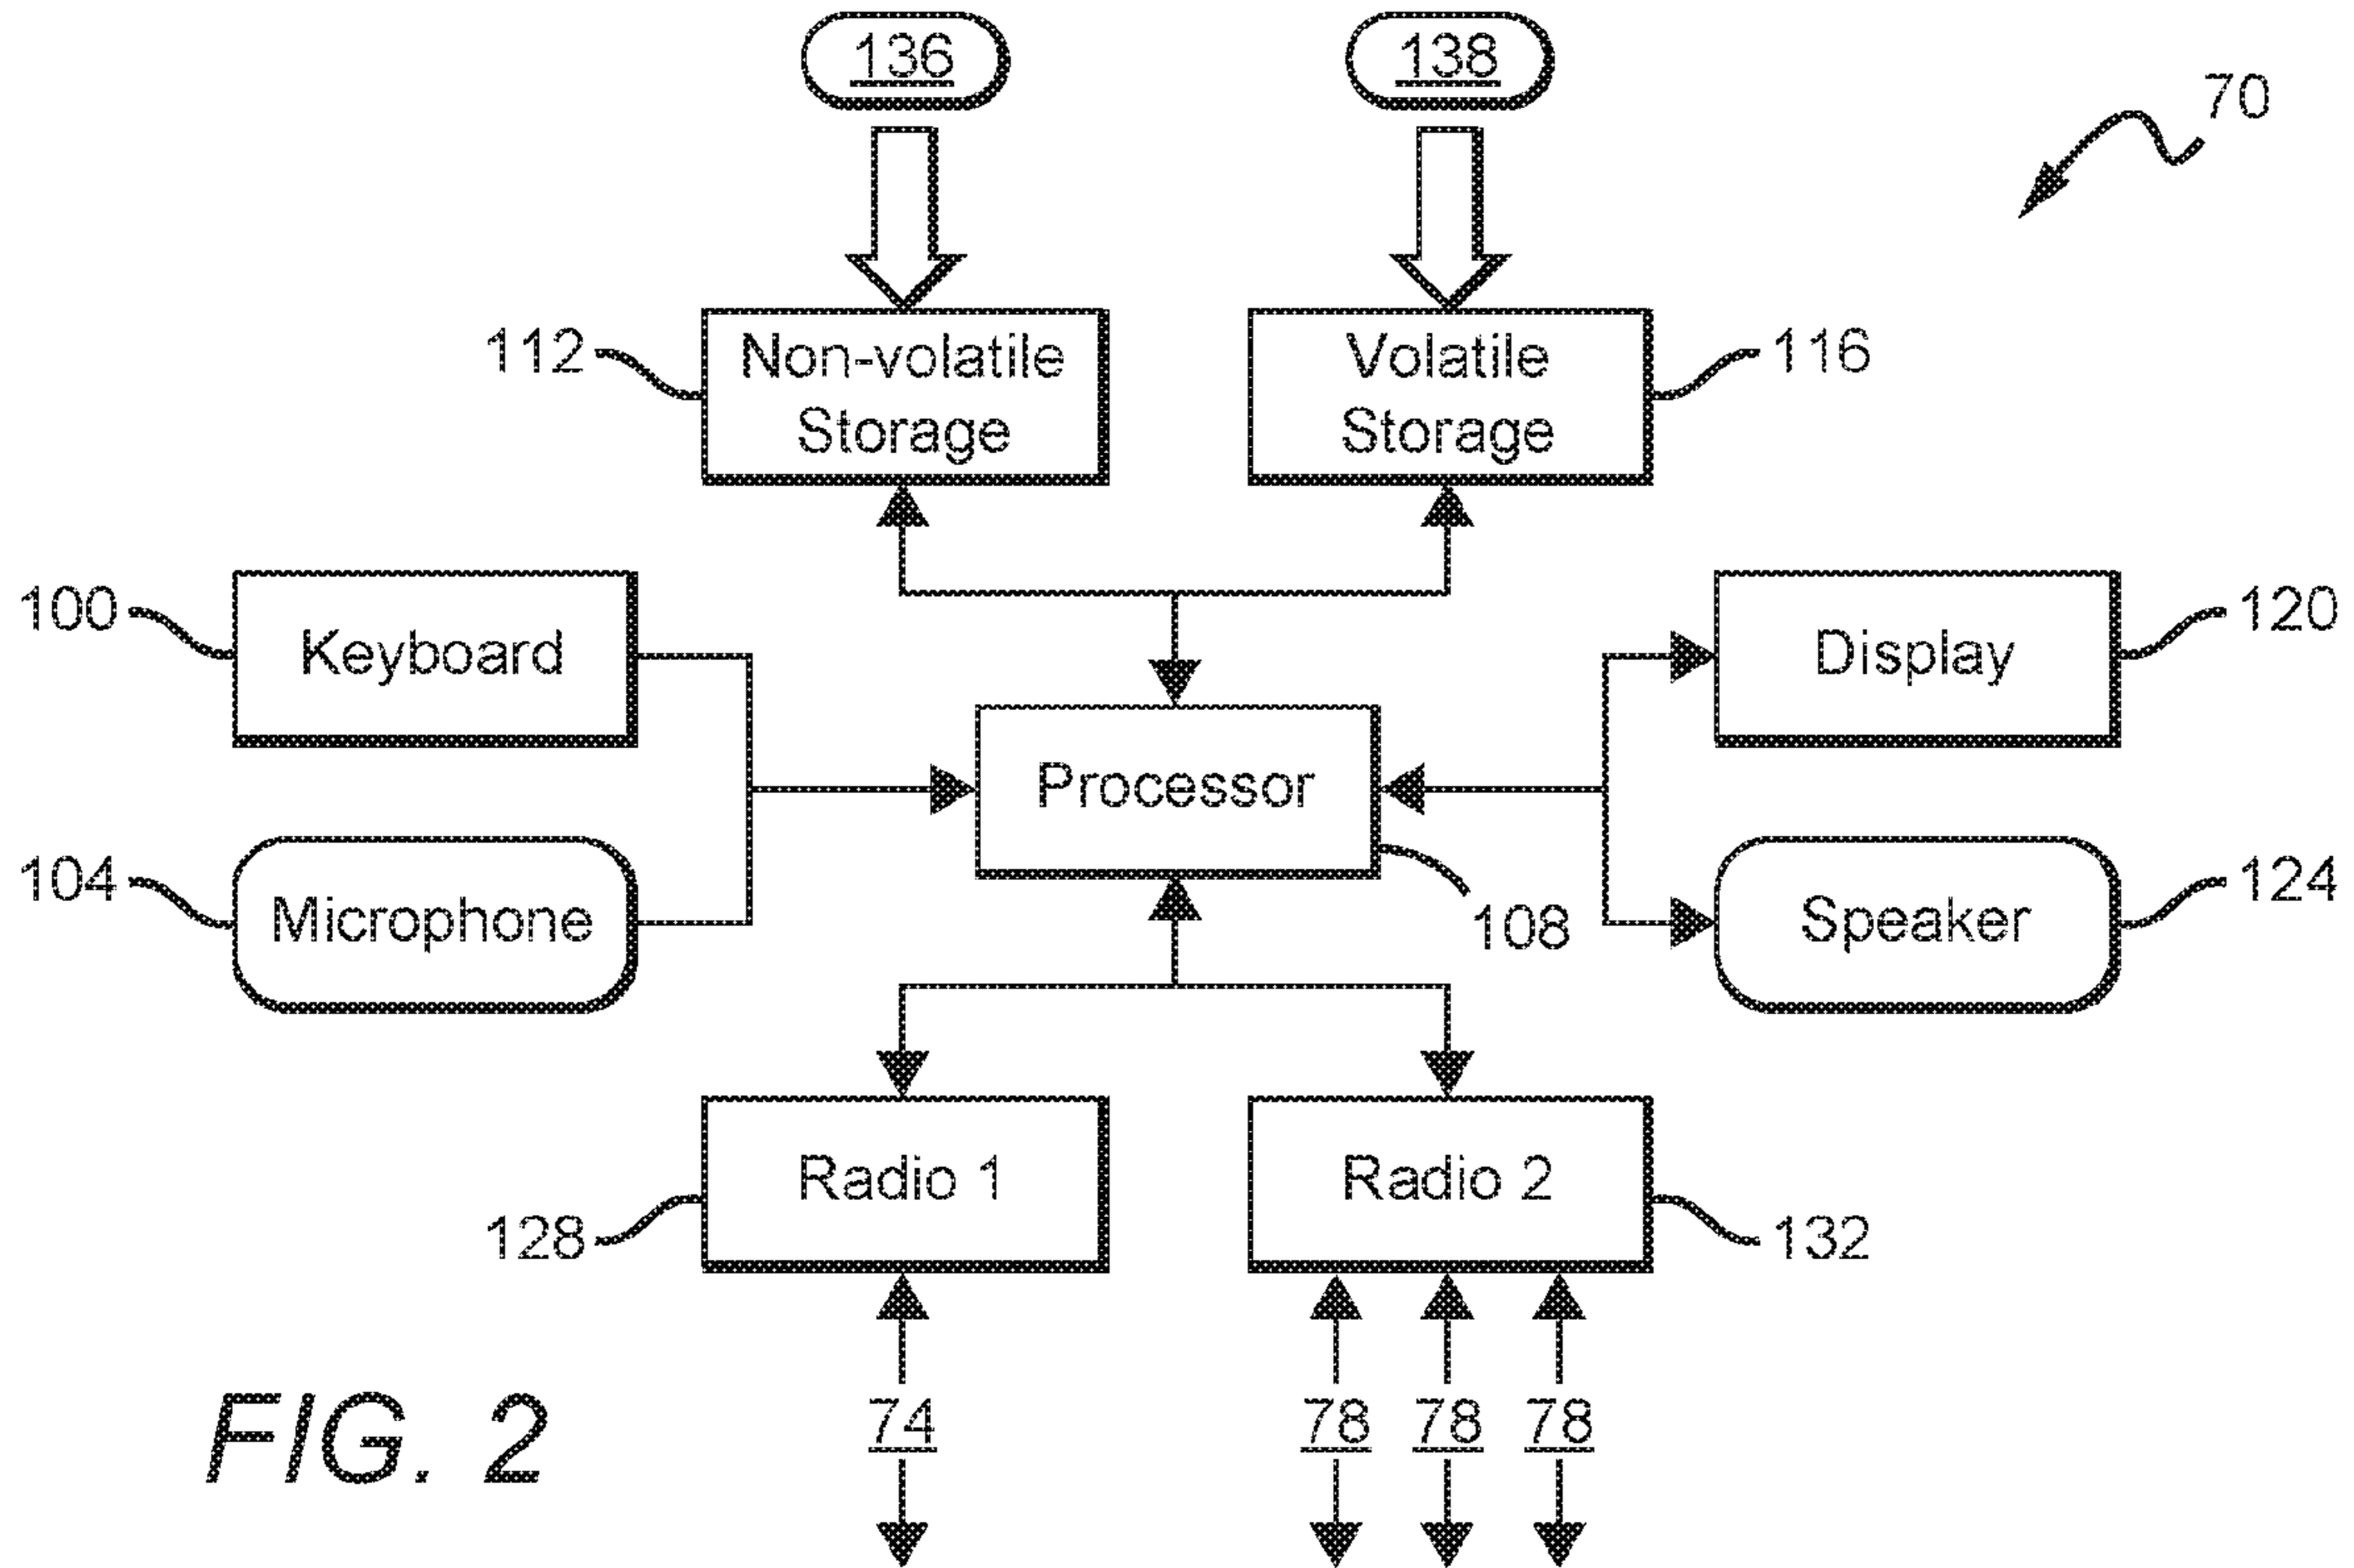 136
138
70
112
Non-volatile
Storage
Volatile
Storage
116
100
Keyboard
Display
120
Processor
104
Microphone
108
Speaker
124
Radio 1
Radio 2
128
132
FIG. 2
74
78
78
78